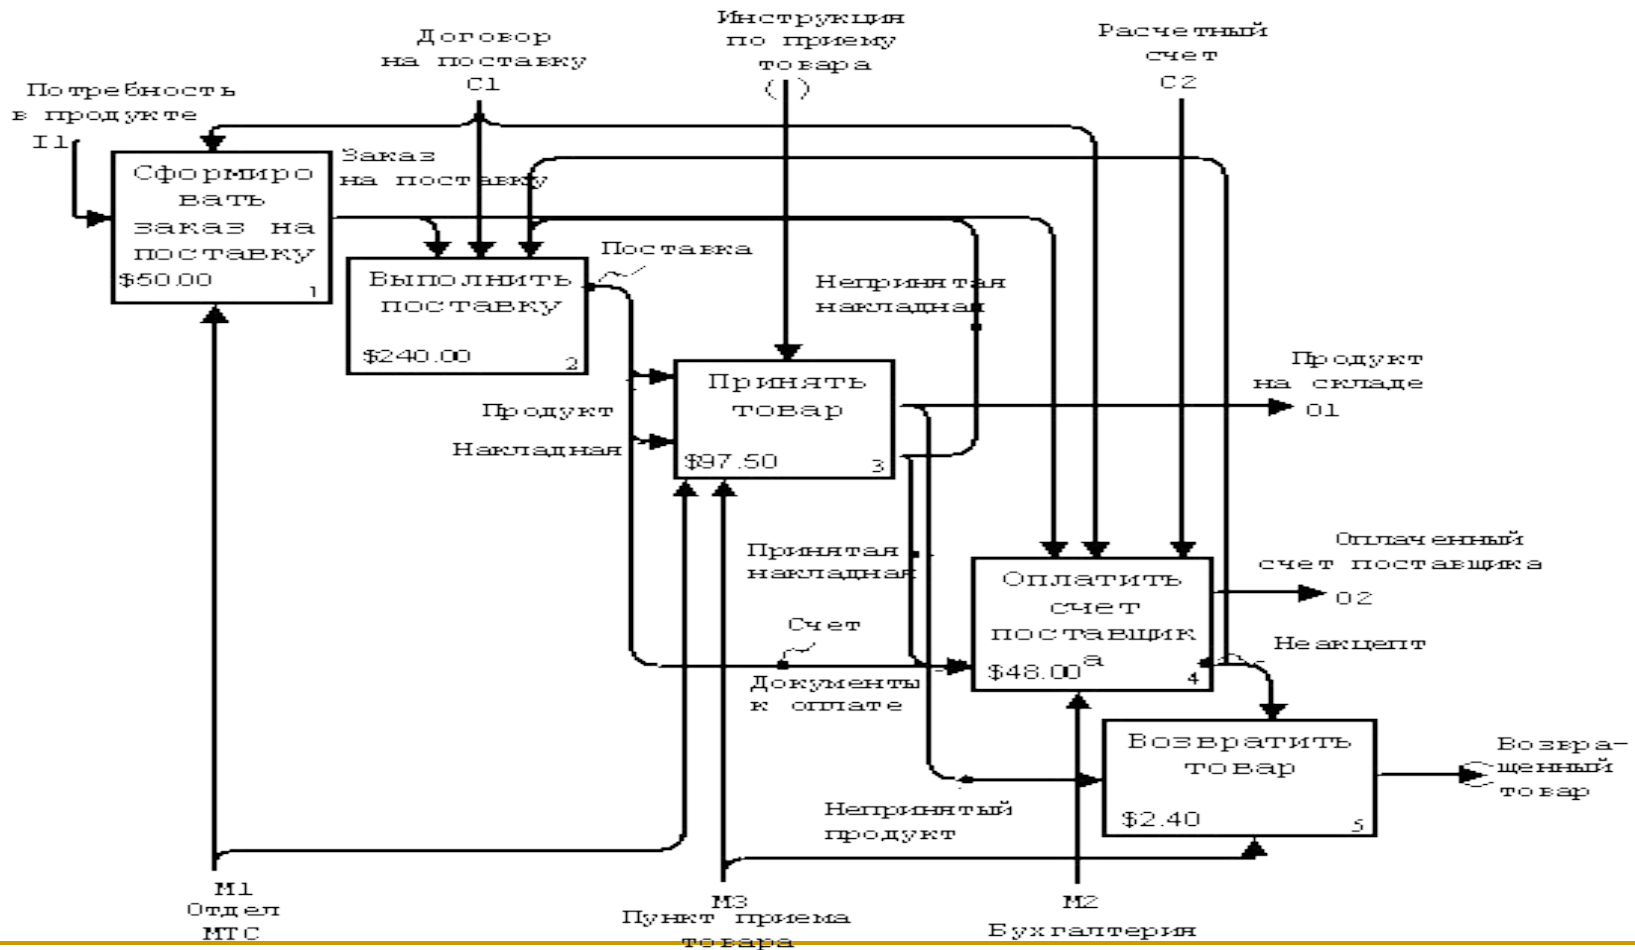 Потребность
в продукте
I1
Договор
на поставку
C1
Инструкция
по приему
товара
( )
Расчетный
счет
C2
Сформиро
вать
заказ на
поставку
$50.00
1
Заказ
на поставку
Выполнить
поставку
$240.00
2
Поставка
Непринятая
накладная
Принять
товар
$97.50
3
Продукт
Накладная
Продукт
на складе
O1
Принятая
накладная
Оплатить
счет
поставщик
а
$48.00
4
Оплаченный
счет поставщика
O2
Неакцепт
Счет
Документы
к оплате
Возвратить
товар
$2.40
5
Возвра-
щенный
товар
Непринятый
продукт
M1
Отдел
МТС
M3
Пункт приема
товара
M2
Бухгалтерия